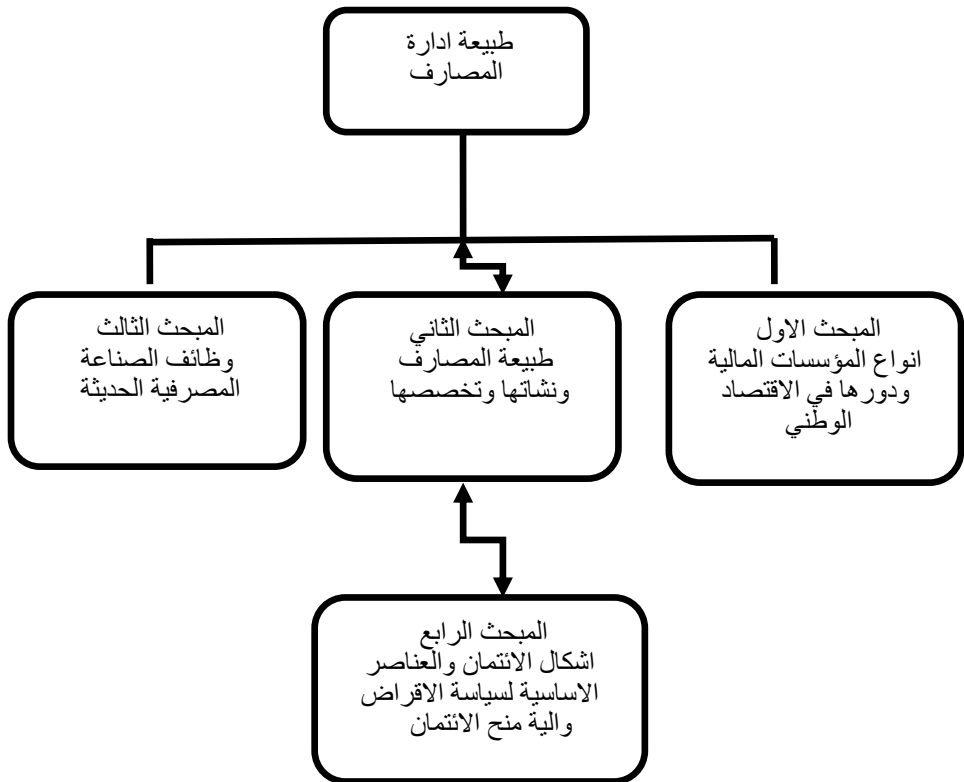 طبيعة ادارة
المصارف
المبحث الاول
انواع المؤسسات المالية
ودورها في الاقتصاد
الوطني
المبحث الثاني
طبيعة المصارف
ونشاتها وتخصصها
المبحث الثالث
وظائف الصناعة
المصرفية الحديثة
المبحث الرابع
اشكال الائتمان والعناصر
الاساسية لسياسة الاقراض
والية منح الائتمان